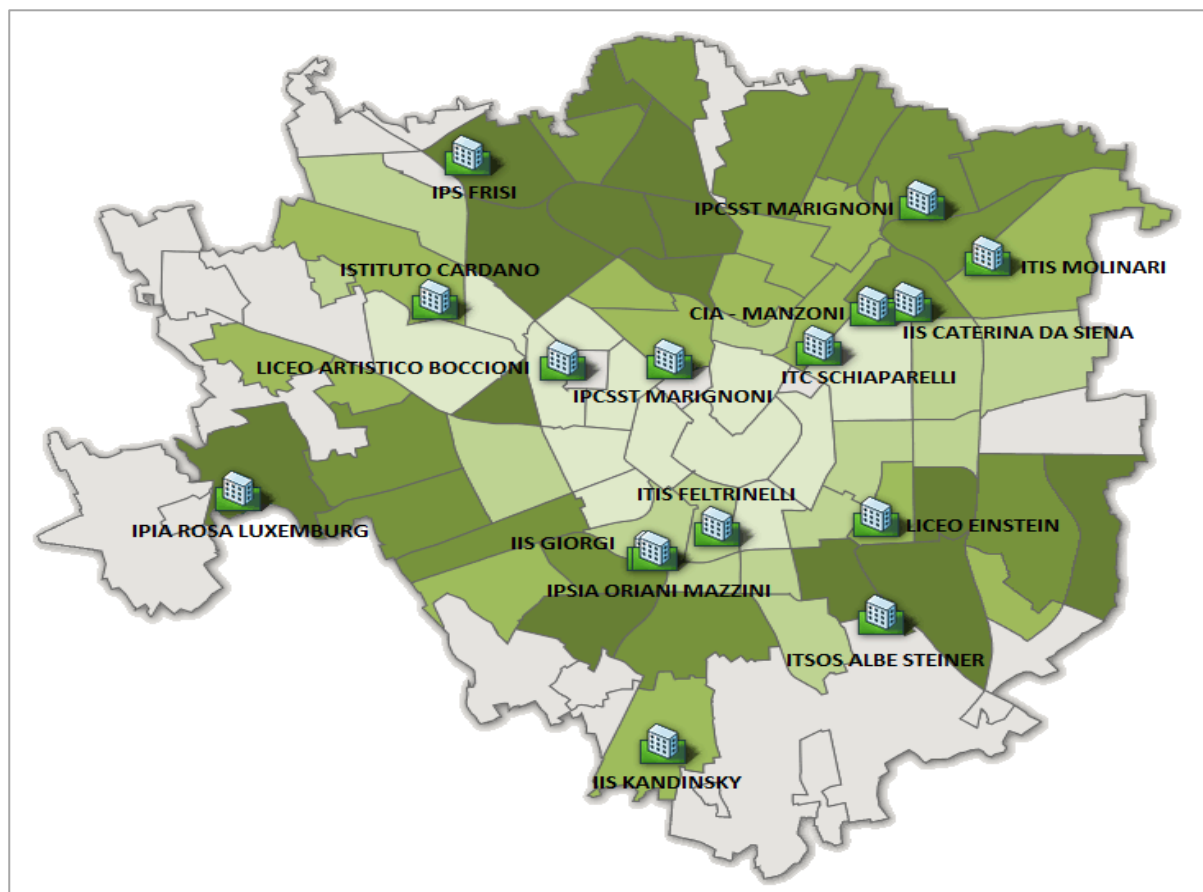 IPS FRISI
IPCSST MARIGNONI
ISTITUTO CARDANO
ITIS MOLINARI
CIA - MANZONI
IIS CATERINA DA SIENA
LICEO ARTISTICO BOCCIONI
ITC SCHIAPARELLI
IPCSST MARIGNONI
ITIS FELTRINELLI
IPIA ROSA LUXEMBURG
LICEO EINSTEIN
IIS GIORGI
IPSIA ORIANI MAZZINI
ITSOS ALBE STEINER
IIS KANDINSKY